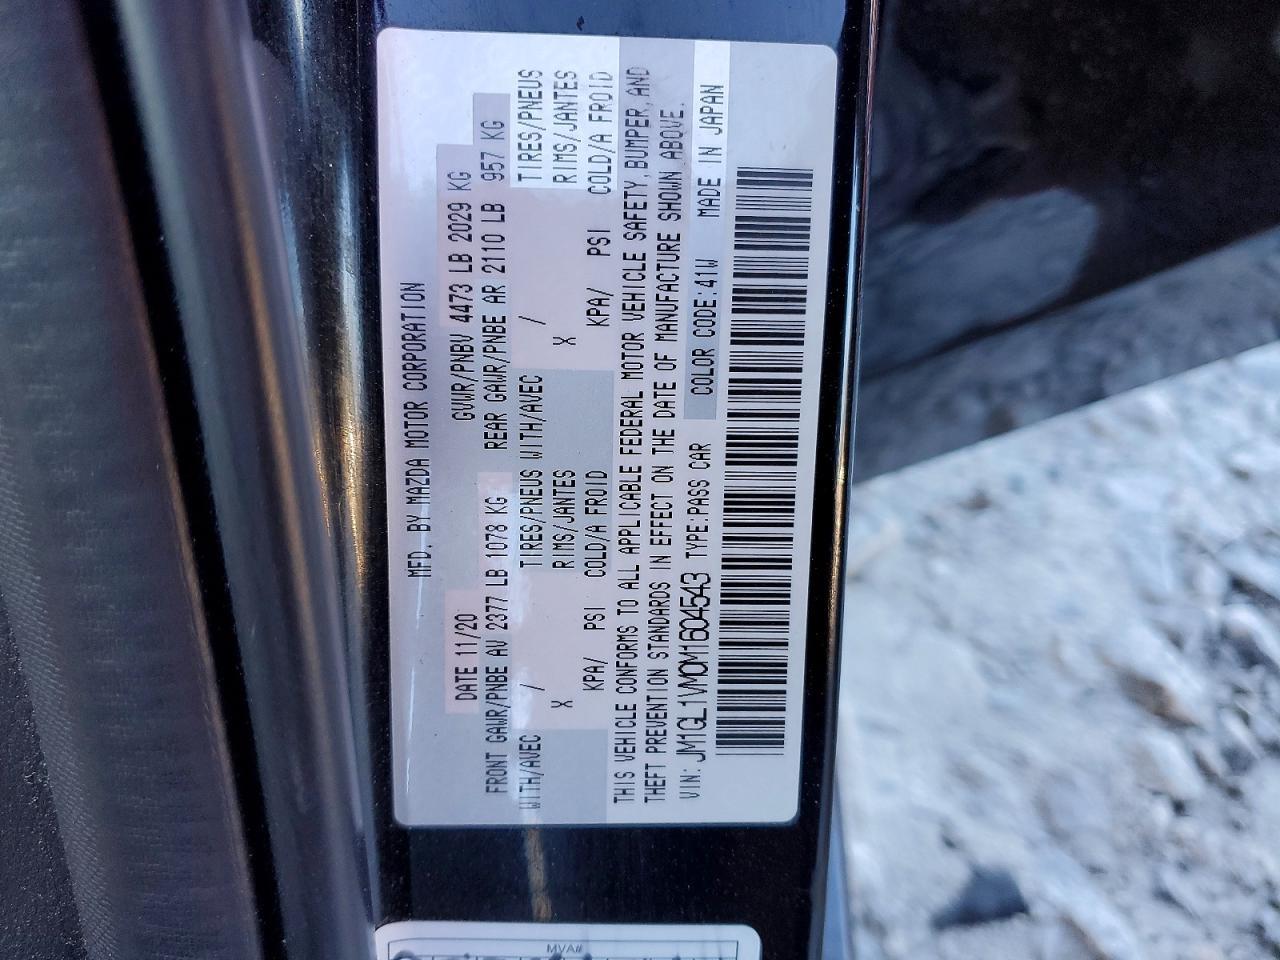 MFD. BY MAZDA MOTOR CORPORATION
DATE 11/20 GVWR/PNBV 4473 LB 2029 KG
FRONT GAWR/PNBE AV 2377 LB 1078 KG REAR GAWR/PNBE AR 2110 LB 957 KG
WITH/AVEC / TIRES/PNEUS WITH/AVEC / TIRES/PNEUS
X RIMS/JANTES X RIMS/JANTES
KPA/ PSI COLD/A FROID KPA/ PSI COLD/A FROID
THIS VEHICLE CONFORMS TO ALL APPLICABLE FEDERAL MOTOR VEHICLE SAFETY, BUMPER, AND
THEFT PREVENTION STANDARDS IN EFFECT ON THE DATE OF MANUFACTURE SHOWN ABOVE.
VIN: JM1GL1VM0M1604543 TYPE:PASS CAR COLOR CODE:41W MADE IN JAPAN
MVA#